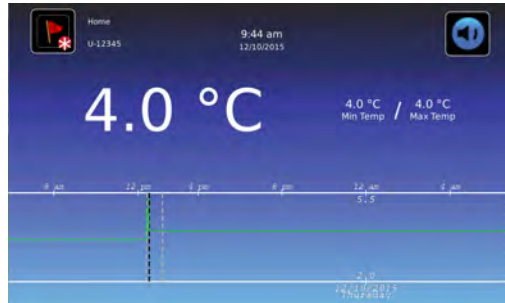 Home
U-12345
9:44 am
12/10/2015
4.0 °C
4.0 °C / 4.0 °C
Min Temp Max Temp
8 am 12 pm 4 pm 8 pm 12 am 4 am
5.5
2.0
12/10/2015
Thursday